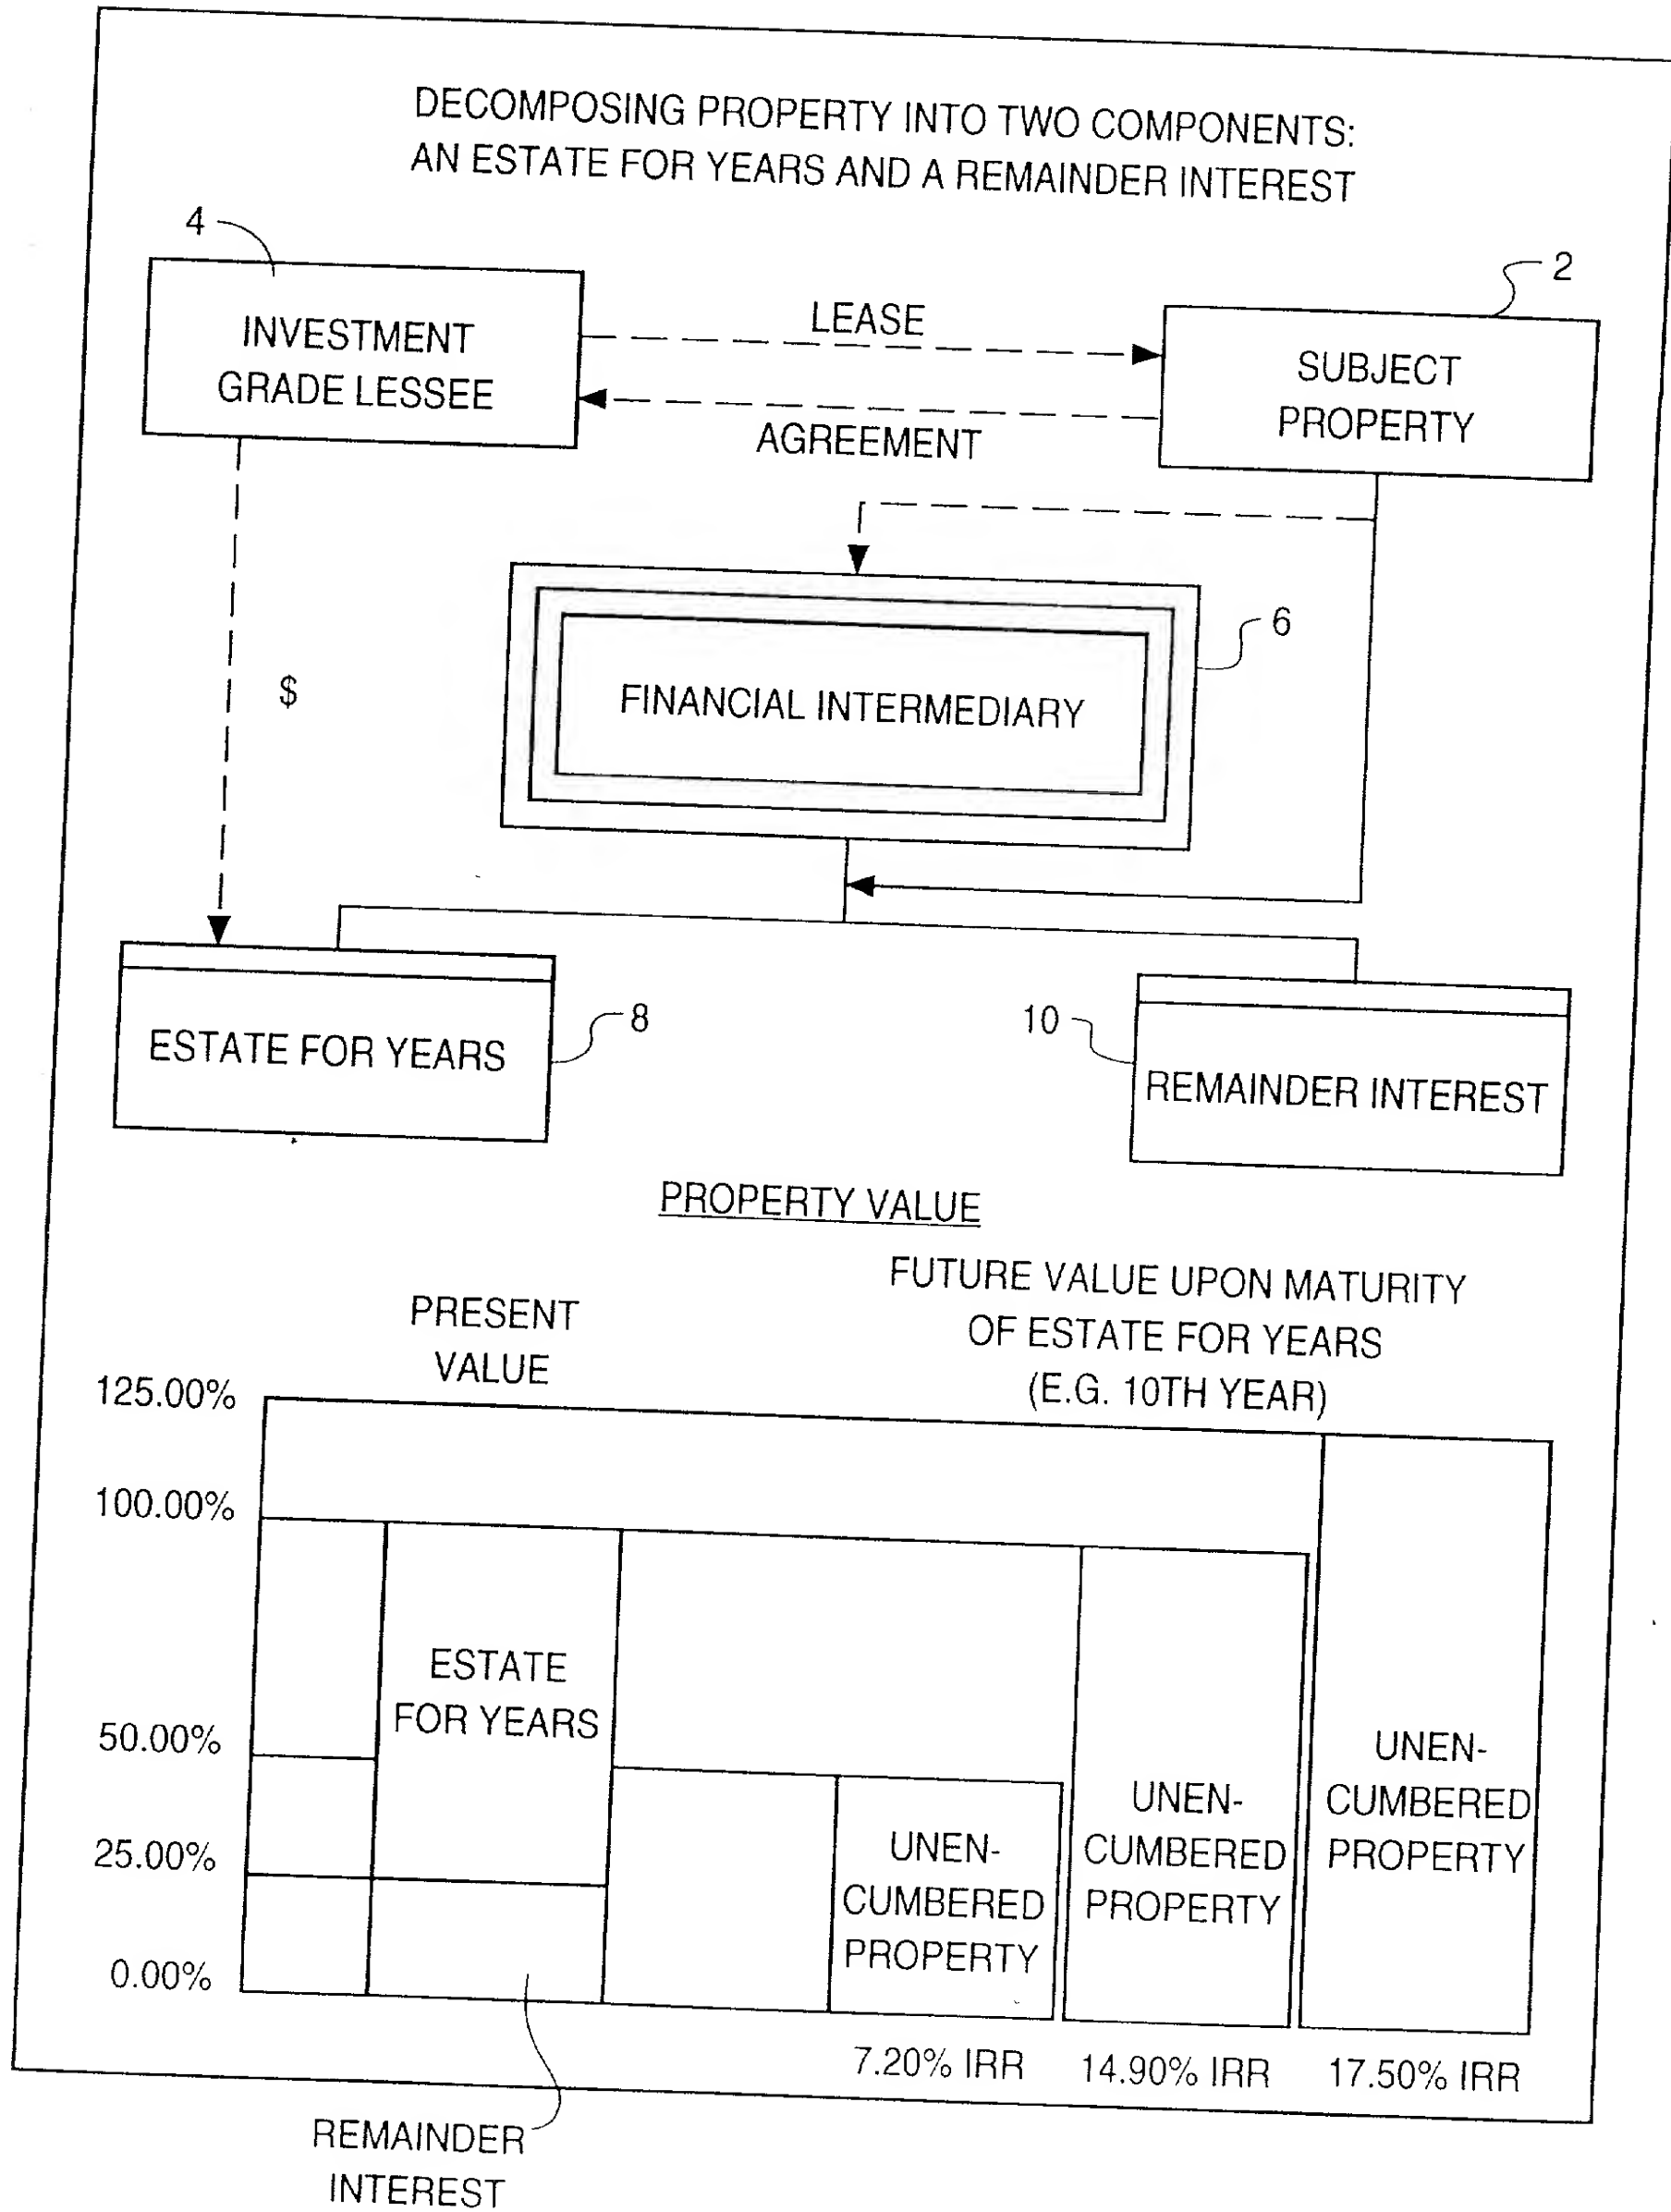 DECOMPOSING PROPERTY INTO TWO COMPONENTS:
AN ESTATE FOR YEARS AND A REMAINDER INTEREST
4
2
INVESTMENT
GRADE LESSEE
LEASE
AGREEMENT
SUBJECT
PROPERTY
$
6
FINANCIAL INTERMEDIARY
ESTATE FOR YEARS
8
10
REMAINDER INTEREST
PROPERTY VALUE
PRESENT
VALUE
FUTURE VALUE UPON MATURITY
OF ESTATE FOR YEARS
(E.G. 10TH YEAR)
125.00%
100.00%
50.00%
25.00%
0.00%
ESTATE
FOR YEARS
UNEN-
CUMBERED
PROPERTY
UNEN-
CUMBERED
PROPERTY
UNEN-
CUMBERED
PROPERTY
7.20% IRR
14.90% IRR
17.50% IRR
REMAINDER
INTEREST